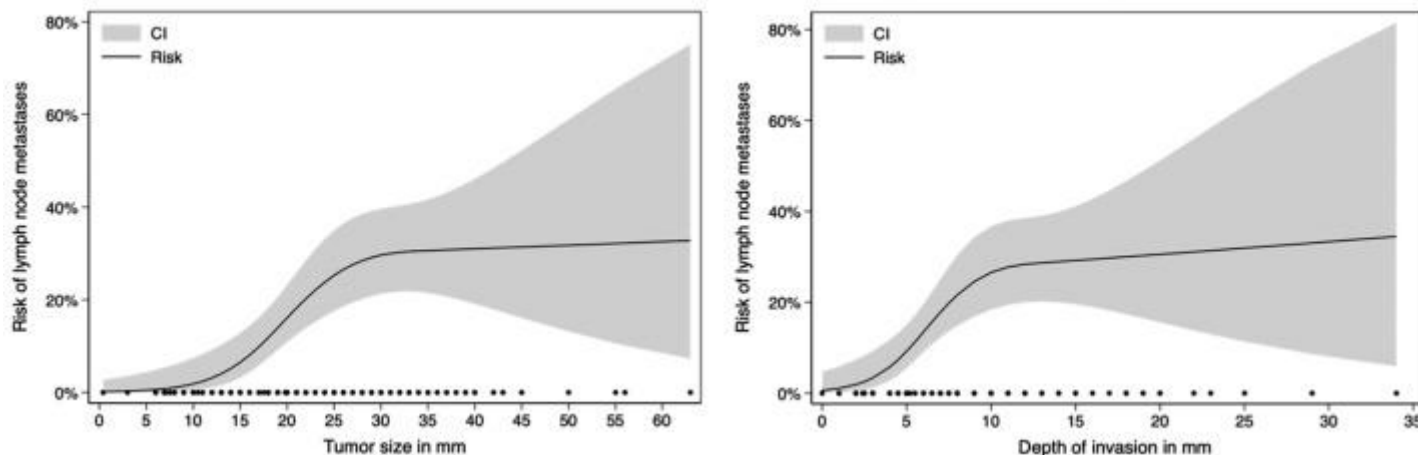 80%
60%
40%
20%
0%
Risk of lymph node metastases
CI
Risk
0 5 10 15 20 25 30 35 40 45 50 55 60
Tumor size in mm
80%
60%
40%
20%
0%
Risk of lymph node metastases
CI
Risk
0 5 10 15 20 25 30 35
Depth of invasion in mm